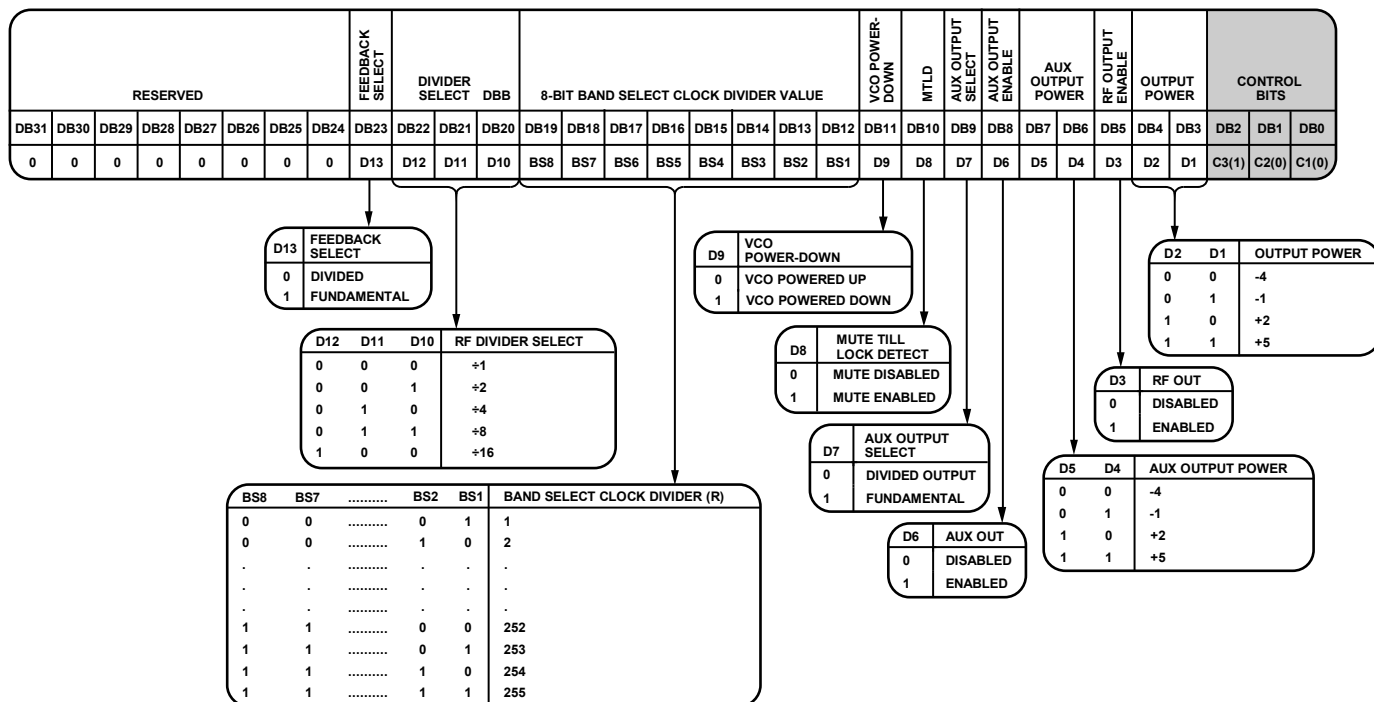 RESERVED
FEEDBACK SELECT
DIVIDER SELECT DBB
8-BIT BAND SELECT CLOCK DIVIDER VALUE
VCO POWER-DOWN
MTLD
AUX OUTPUT SELECT
AUX OUTPUT ENABLE
AUX OUTPUT POWER
RF OUTPUT ENABLE
OUTPUT POWER
CONTROL BITS
DB31 DB30 DB29 DB28 DB27 DB26 DB25 DB24 DB23 DB22 DB21 DB20 DB19 DB18 DB17 DB16 DB15 DB14 DB13 DB12 DB11 DB10 DB9 DB8 DB7 DB6 DB5 DB4 DB3 DB2 DB1 DB0
0 0 0 0 0 0 0 0 D13 D12 D11 D10 BS8 BS7 BS6 BS5 BS4 BS3 BS2 BS1 D9 D8 D7 D6 D5 D4 D3 D2 D1 C3(1) C2(0) C1(0)
D13 FEEDBACK SELECT
0 DIVIDED
1 FUNDAMENTAL
D12 D11 D10 RF DIVIDER SELECT
0 0 0 ÷1
0 0 1 ÷2
0 1 0 ÷4
0 1 1 ÷8
1 0 0 ÷16
BS8 BS7 .......... BS2 BS1 BAND SELECT CLOCK DIVIDER (R)
0 0 .......... 0 1 1
0 0 .......... 1 0 2
. . .......... . . .
. . .......... . . .
. . .......... . . .
1 1 .......... 0 0 252
1 1 .......... 0 1 253
1 1 .......... 1 0 254
1 1 .......... 1 1 255
D9 VCO POWER-DOWN
0 VCO POWERED UP
1 VCO POWERED DOWN
D8 MUTE TILL LOCK DETECT
0 MUTE DISABLED
1 MUTE ENABLED
D7 AUX OUTPUT SELECT
0 DIVIDED OUTPUT
1 FUNDAMENTAL
D6 AUX OUT
0 DISABLED
1 ENABLED
D2 D1 OUTPUT POWER
0 0 -4
0 1 -1
1 0 +2
1 1 +5
D3 RF OUT
0 DISABLED
1 ENABLED
D5 D4 AUX OUTPUT POWER
0 0 -4
0 1 -1
1 0 +2
1 1 +5